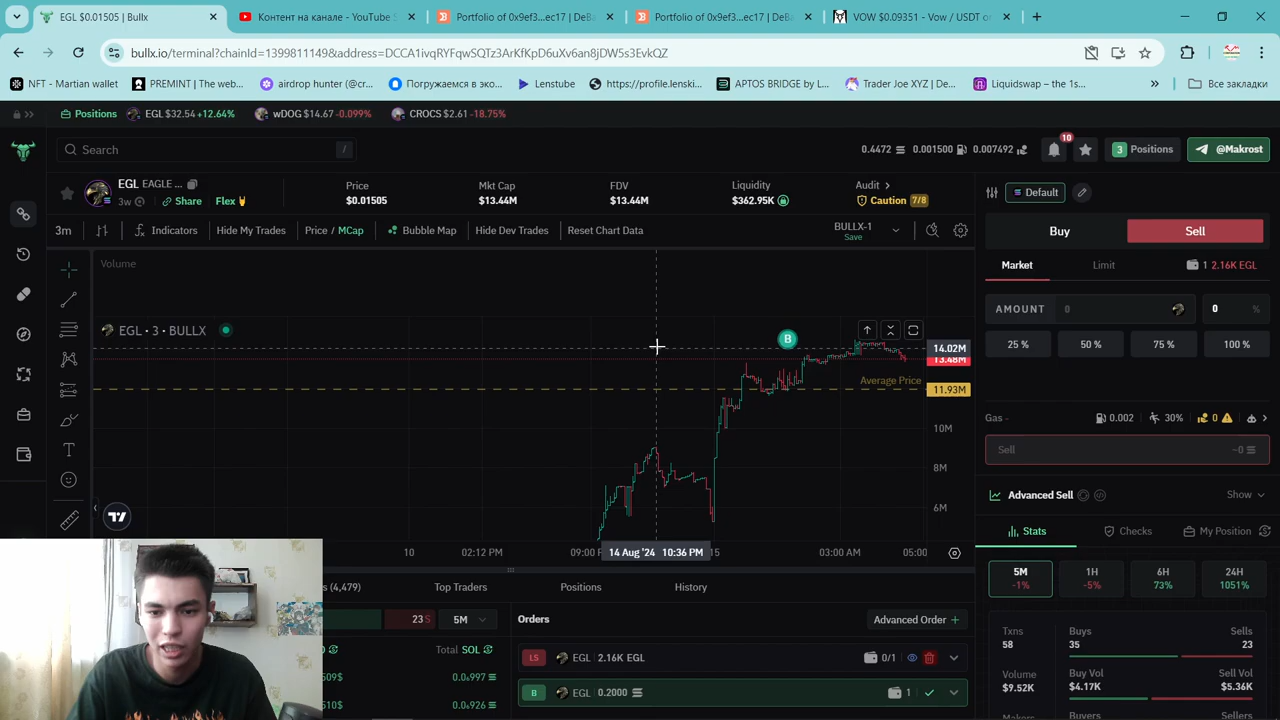 EGL $0.01505 | Bullx
Контент на канале - YouTube S
Portfolio of 0x9ef3...ec17 | DeBa
Portfolio of 0x9ef3...ec17 | DeBa
VOW $0.09351 - Vow / USDT on
bullx.io/terminal?chainId=1399811149&address=DCCA1ivqRYFqwSQTz3ArKfKpD6uXv6an8jDW5s3EvkQZ
NFT - Martian wallet
PREMINT | The web...
airdrop hunter (@cr...
Погружаемся в эко...
Lenstube
https://profile.lenski...
APTOS BRIDGE by L...
Trader Joe XYZ | De...
Liquidswap – the 1s...
Все закладки
Positions EGL $32.54 +12.64% wDOG $14.67 -0.099% CROCS $2.61 -18.75%
Search /
0.4472 0.001500 0.007492
10
3 Positions
@Makrost
EGL EAGLE ...
3w Share Flex
Price
$0.01505
Mkt Cap
$13.44M
FDV
$13.44M
Liquidity
$362.95K
Audit
Caution 7/8
Default
3m Indicators Hide My Trades Price / MCap Bubble Map Hide Dev Trades Reset Chart Data
BULLX-1
Save
Buy Sell
Market Limit 1 2.16K EGL
Volume
EGL · 3 · BULLX
B
14.02M
13.48M
Average Price
11.93M
10M
8M
6M
AMOUNT 0 0 %
25 % 50 % 75 % 100 %
Gas - 0.002 30% 0
Sell ~0
Advanced Sell Show
Stats Checks My Position
10 02:12 PM 09:00 14 Aug '24 10:36 PM 15 03:00 AM 05:00
5M
-1%
1H
-5%
6H
73%
24H
1051%
(4,479) Top Traders Positions History
23 S 5M
Total SOL
Orders Advanced Order +
LS EGL 2.16K EGL 0/1
B EGL 0.2000 1
Txns
58
Buys
35
Sells
23
Volume
$9.52K
Buy Vol
$4.17K
Sell Vol
$5.36K
Buyers
Sellers